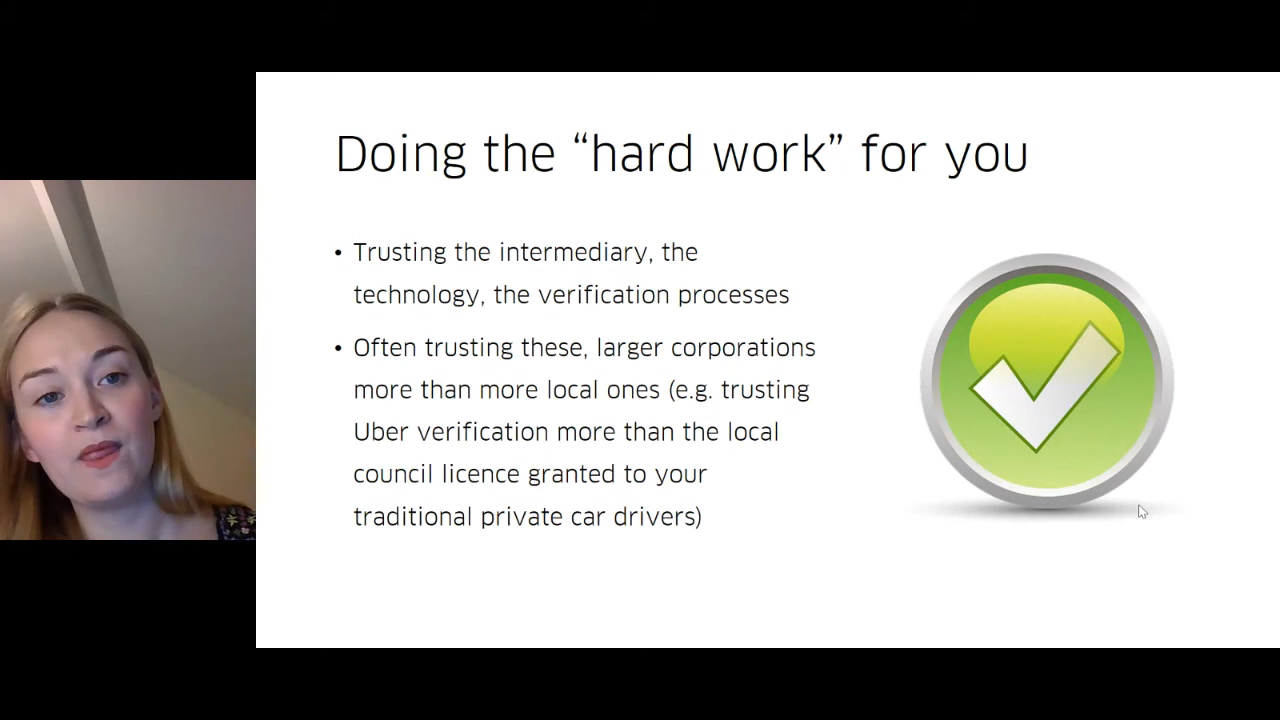 Doing the “hard work” for you
• Trusting the intermediary, the
technology, the verification processes
• Often trusting these, larger corporations
more than more local ones (e.g. trusting
Uber verification more than the local
council licence granted to your
traditional private car drivers)